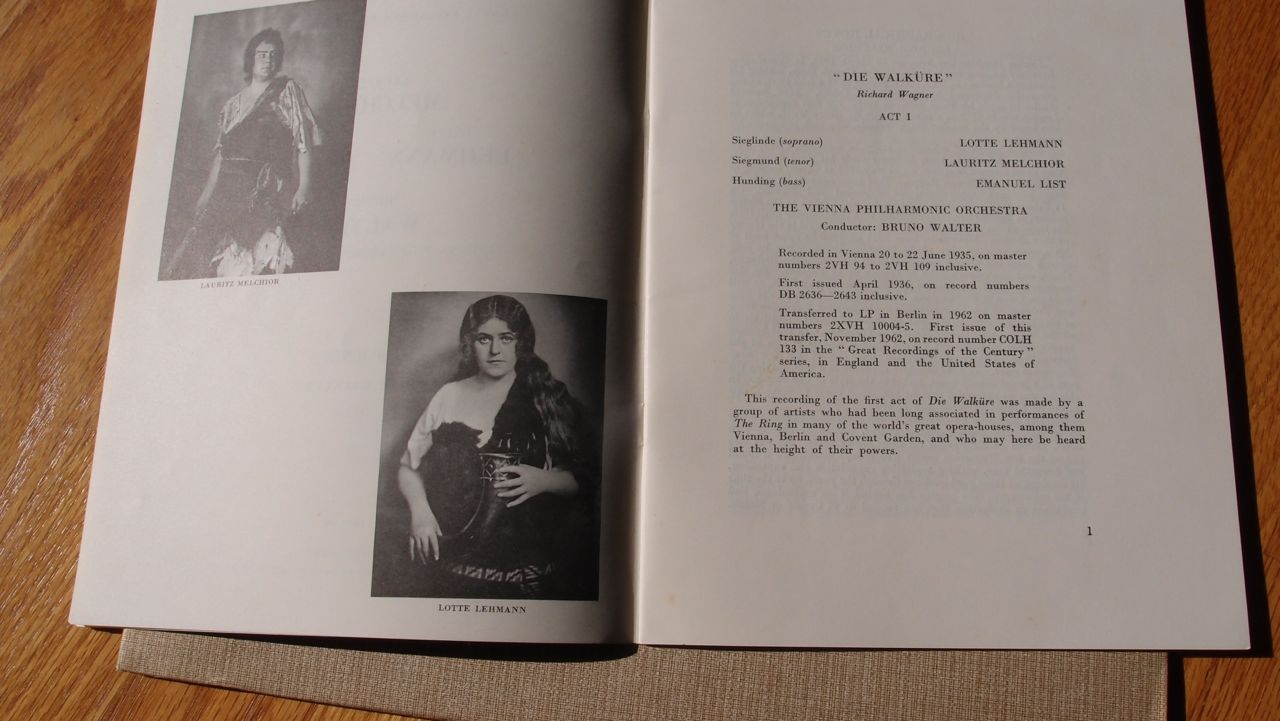 LAURITZ MELCHIOR
LOTTE LEHMANN
"DIE WALKÜRE"
Richard Wagner
ACT I
Sieglinde (soprano) LOTTE LEHMANN
Siegmund (tenor) LAURITZ MELCHIOR
Hunding (bass) EMANUEL LIST
THE VIENNA PHILHARMONIC ORCHESTRA
Conductor: BRUNO WALTER
Recorded in Vienna 20 to 22 June 1935, on master
numbers 2VH 94 to 2VH 109 inclusive.
First issued April 1936, on record numbers
DB 2636—2643 inclusive.
Transferred to LP in Berlin in 1962 on master
numbers 2XVH 10004-5. First issue of this
transfer, November 1962, on record number COLH
133 in the "Great Recordings of the Century"
series, in England and the United States of
America.
This recording of the first act of Die Walküre was made by a
group of artists who had been long associated in performances of
The Ring in many of the world's great opera-houses, among them
Vienna, Berlin and Covent Garden, and who may here be heard
at the height of their powers.
1